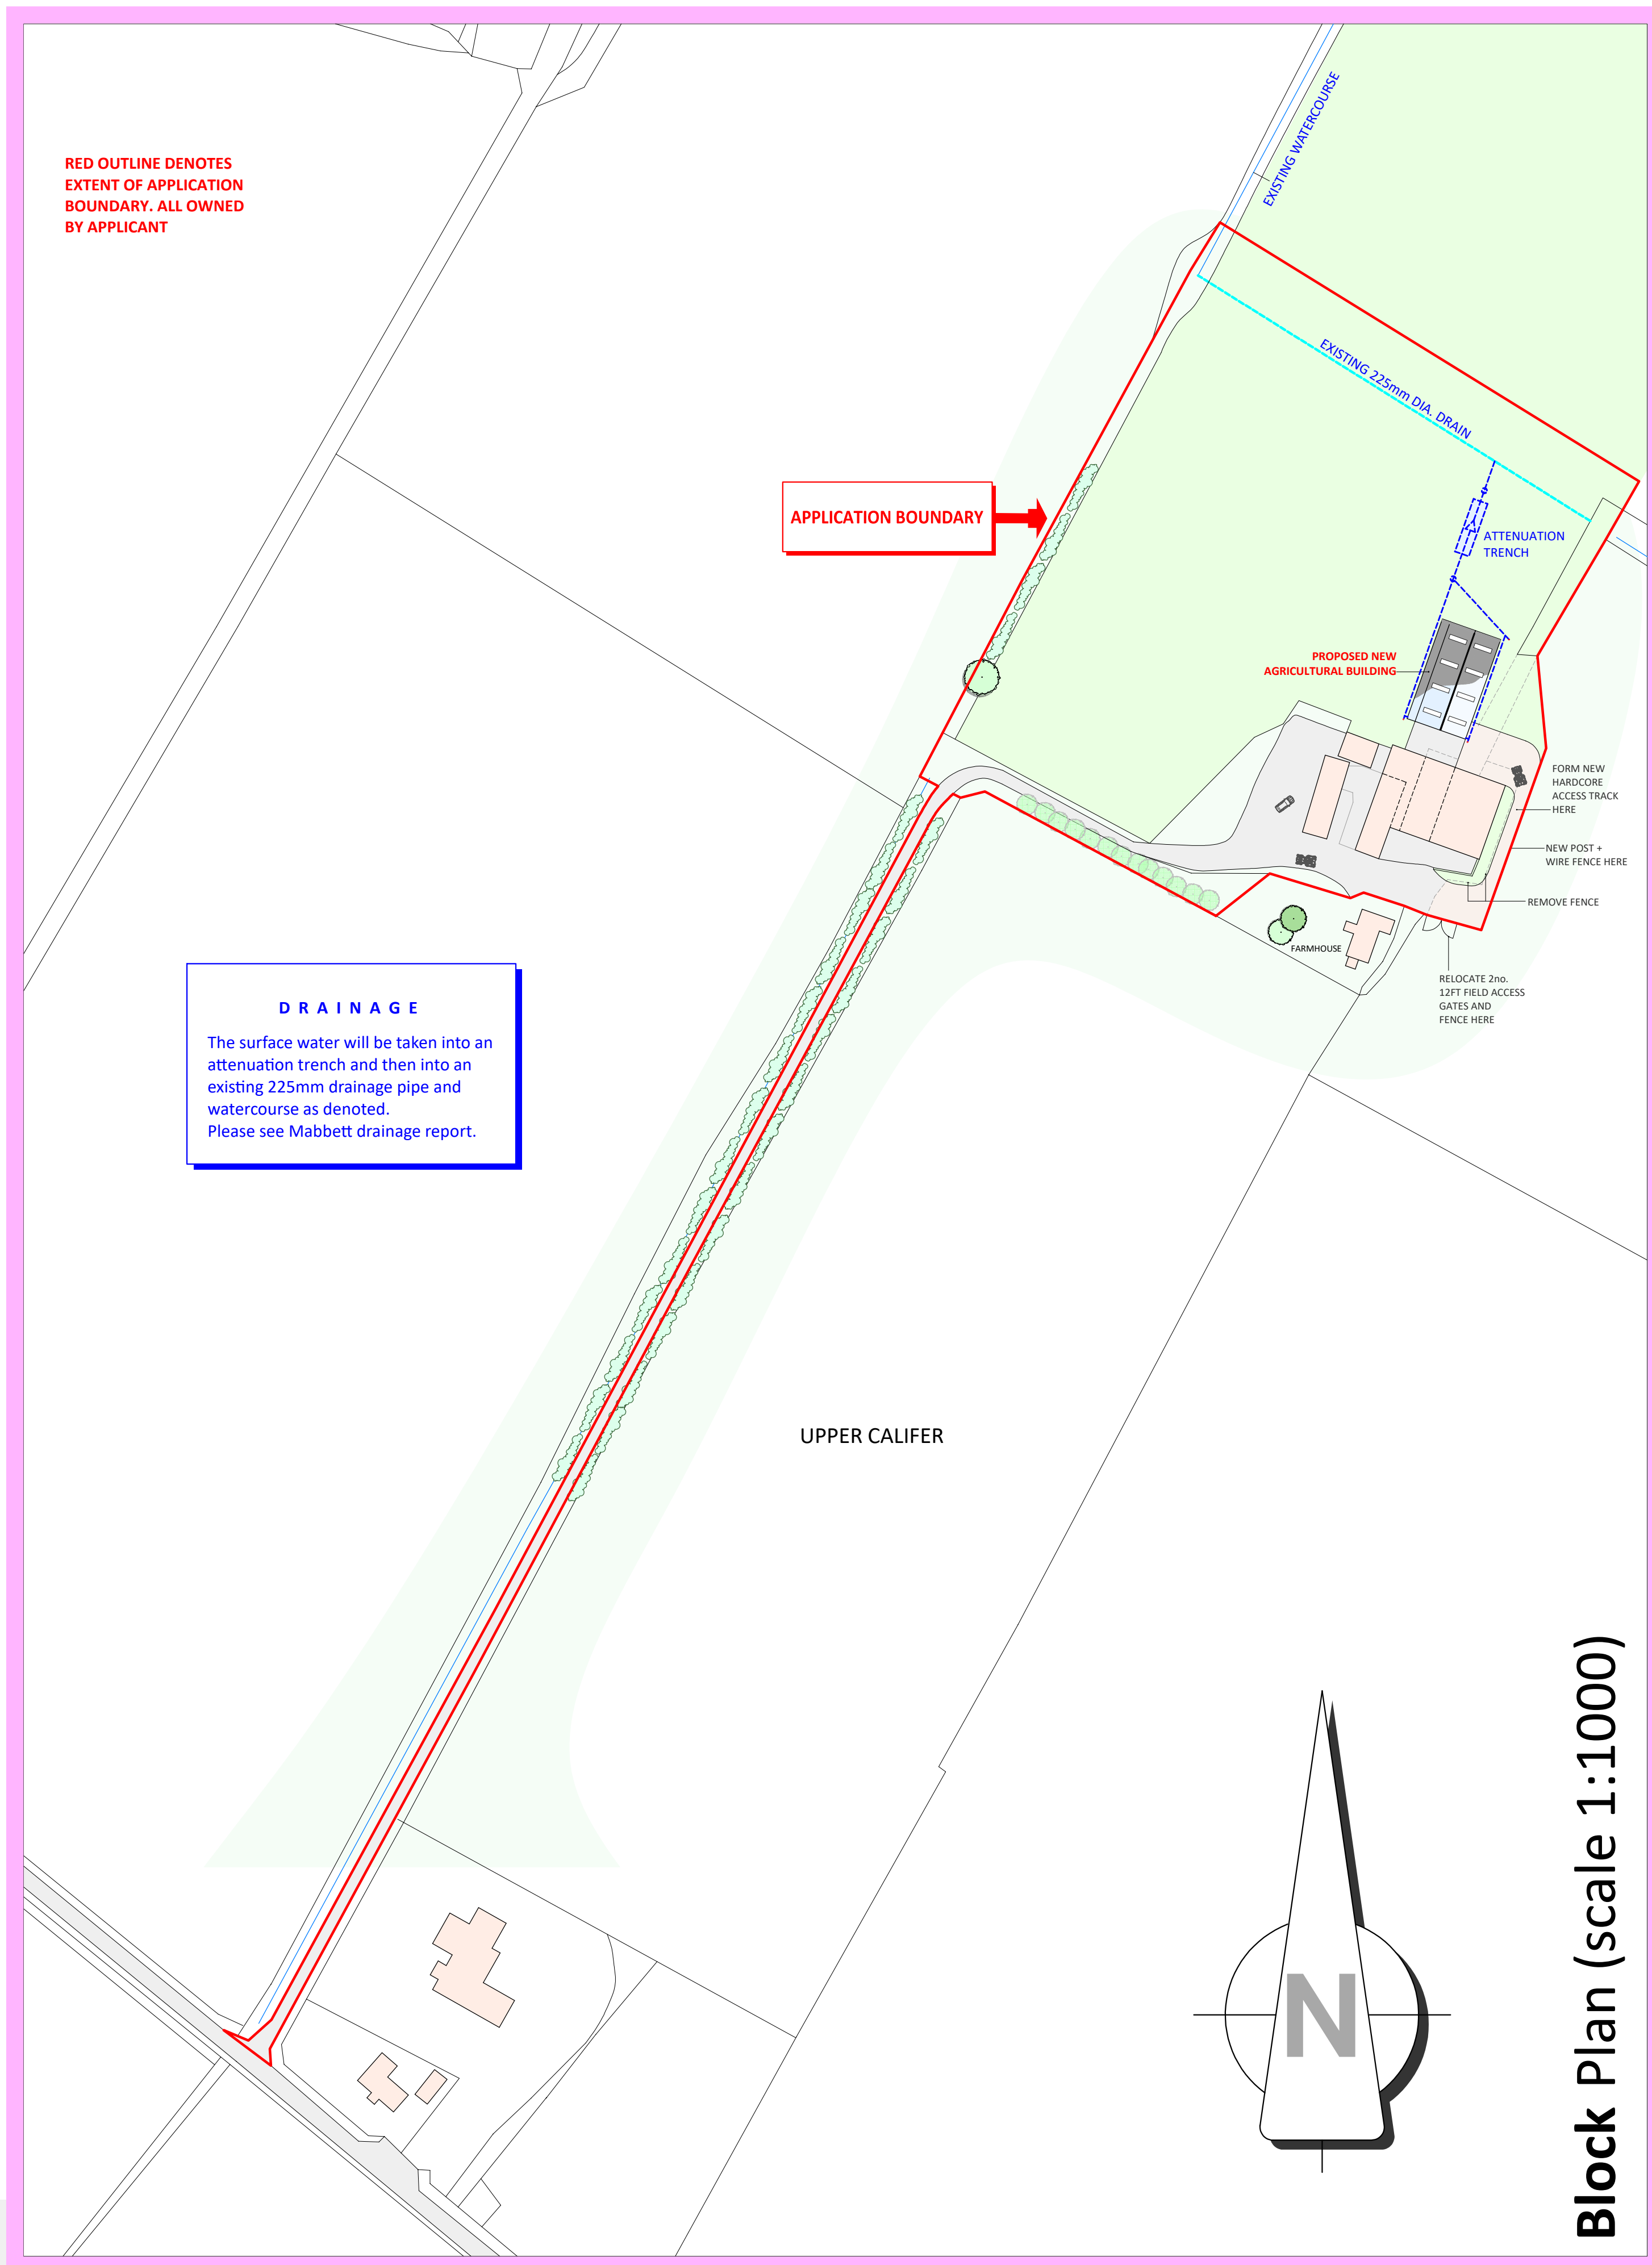 RED OUTLINE DENOTES
EXTENT OF APPLICATION
BOUNDARY. ALL OWNED
BY APPLICANT
EXISTING WATERCOURSE
EXISTING 225mm DIA. DRAIN
APPLICATION BOUNDARY
ATTENUATION
TRENCH
PROPOSED NEW
AGRICULTURAL BUILDING
FORM NEW
HARDCORE
ACCESS TRACK
HERE
NEW POST +
WIRE FENCE HERE
REMOVE FENCE
FARMHOUSE
RELOCATE 2no.
12FT FIELD ACCESS
GATES AND
FENCE HERE
DRAINAGE
The surface water will be taken into an
attenuation trench and then into an
existing 225mm drainage pipe and
watercourse as denoted.
Please see Mabbett drainage report.
UPPER CALIFER
N
Block Plan (scale 1:1000)